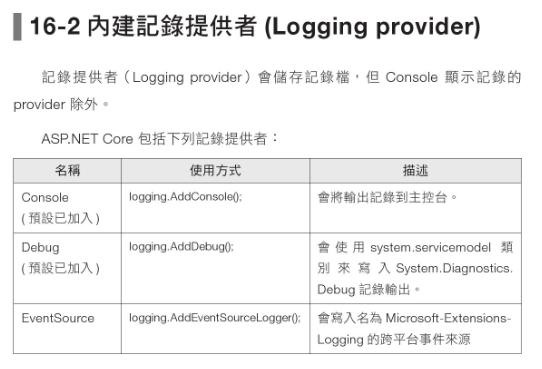 16-2 內建記錄提供者 (Logging provider)
記錄提供者（Logging provider）會儲存記錄檔，但 Console 顯示記錄的
provider 除外。
ASP.NET Core 包括下列記錄提供者：
名稱 使用方式 描述
Console logging.AddConsole(); 會將輸出記錄到主控台。
( 預設已加入 )
Debug logging.AddDebug(); 會使用 system.servicemodel 類
( 預設已加入 ) 別來寫入 System.Diagnostics.
Debug 記錄輸出。
EventSource logging.AddEventSourceLogger(); 會寫入名為 Microsoft-Extensions-
Logging 的跨平台事件來源